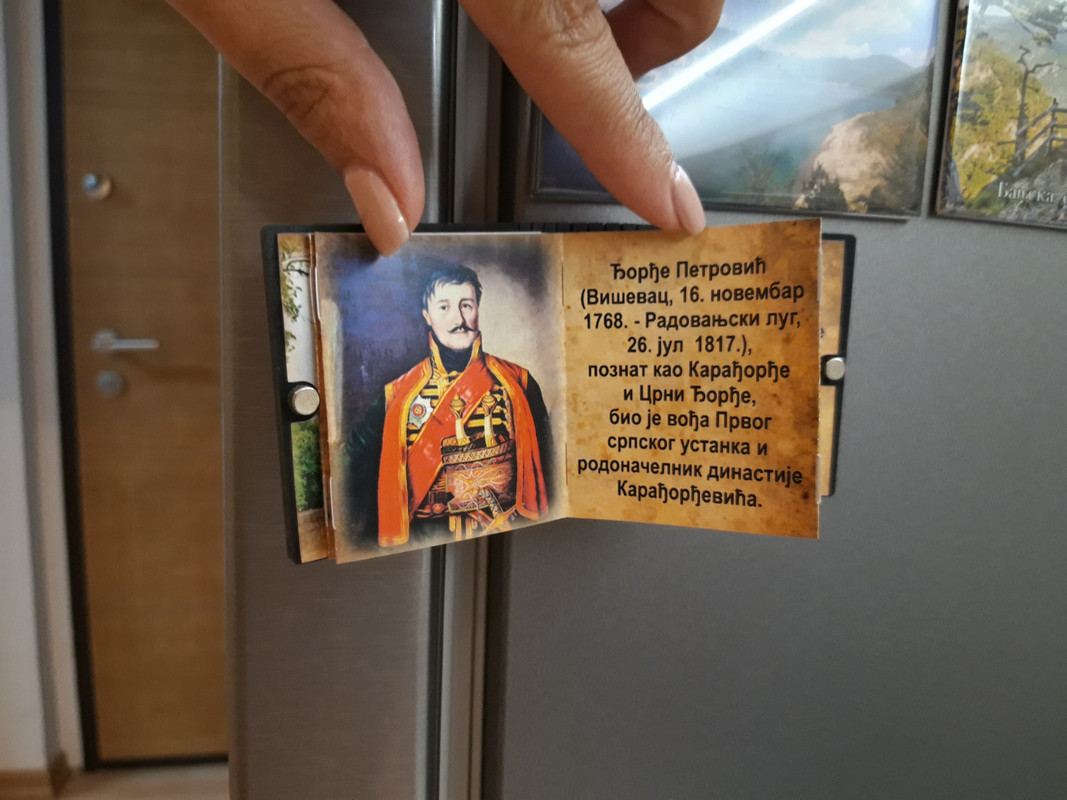 Ђорђе Петровић
(Вишевац, 16. новембар
1768. - Радовањски луг,
26. јул 1817.),
познат као Карађорђе
и Црни Ђорђе,
био је вођа Првог
српског устанка и
родоначелник династије
Карађорђевића.